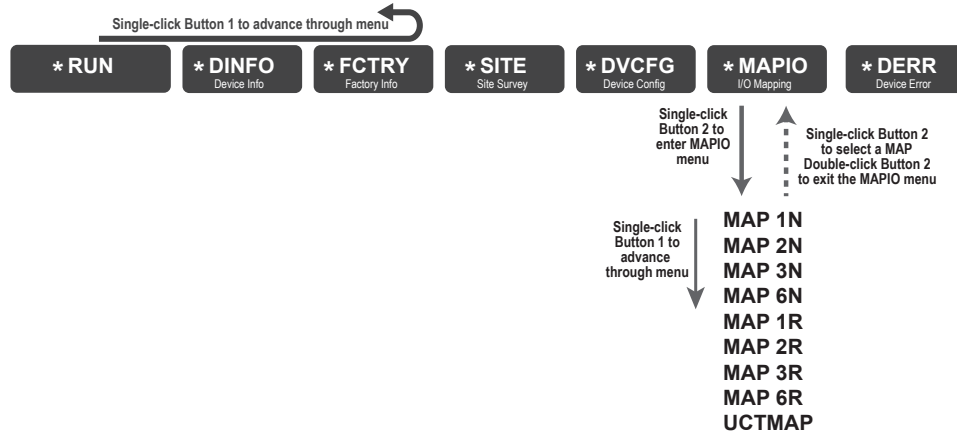 Single-click Button 1 to advance through menu
* RUN
* DINFO
Device Info
* FCTRY
Factory Info
* SITE
Site Survey
* DVCFG
Device Config
* MAPIO
I/O Mapping
* DERR
Device Error
Single-click
Button 2 to
enter MAPIO
menu
Single-click Button 2
to select a MAP
Double-click Button 2
to exit the MAPIO menu
Single-click
Button 1 to
advance
through menu
MAP 1N
MAP 2N
MAP 3N
MAP 6N
MAP 1R
MAP 2R
MAP 3R
MAP 6R
UCTMAP